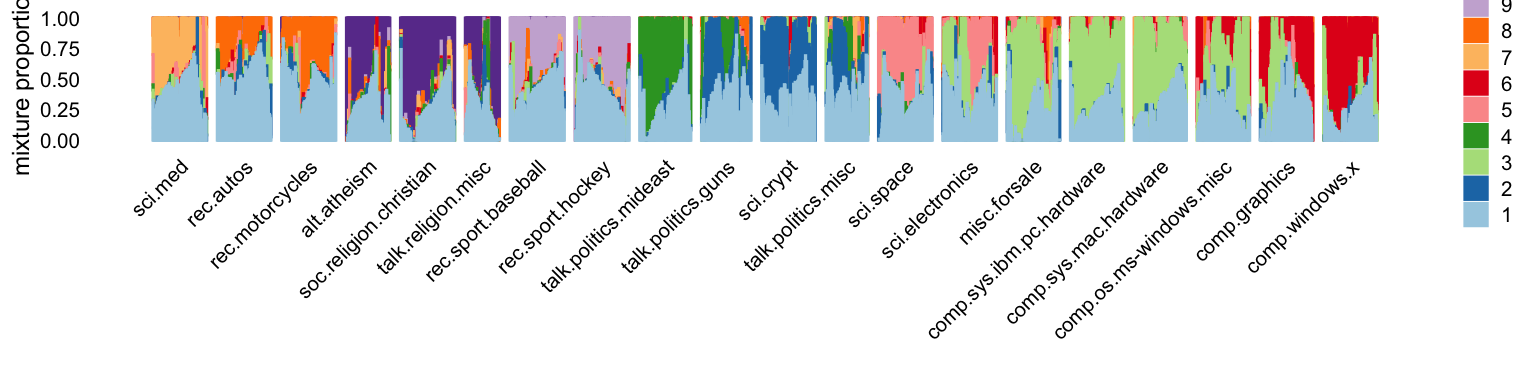 mixture proportic
1.00
0.75
0.50
0.25
0.00
sci.med
rec.autos
rec.motorcycles
alt.atheism
soc.religion.christian
talk.religion.misc
rec.sport.baseball
rec.sport.hockey
talk.politics.mideast
talk.politics.guns
sci.crypt
talk.politics.misc
sci.space
sci.electronics
misc.forsale
comp.sys.ibm.pc.hardware
comp.sys.mac.hardware
comp.os.ms-windows.misc
comp.graphics
comp.windows.x
9
8
7
6
5
4
3
2
1